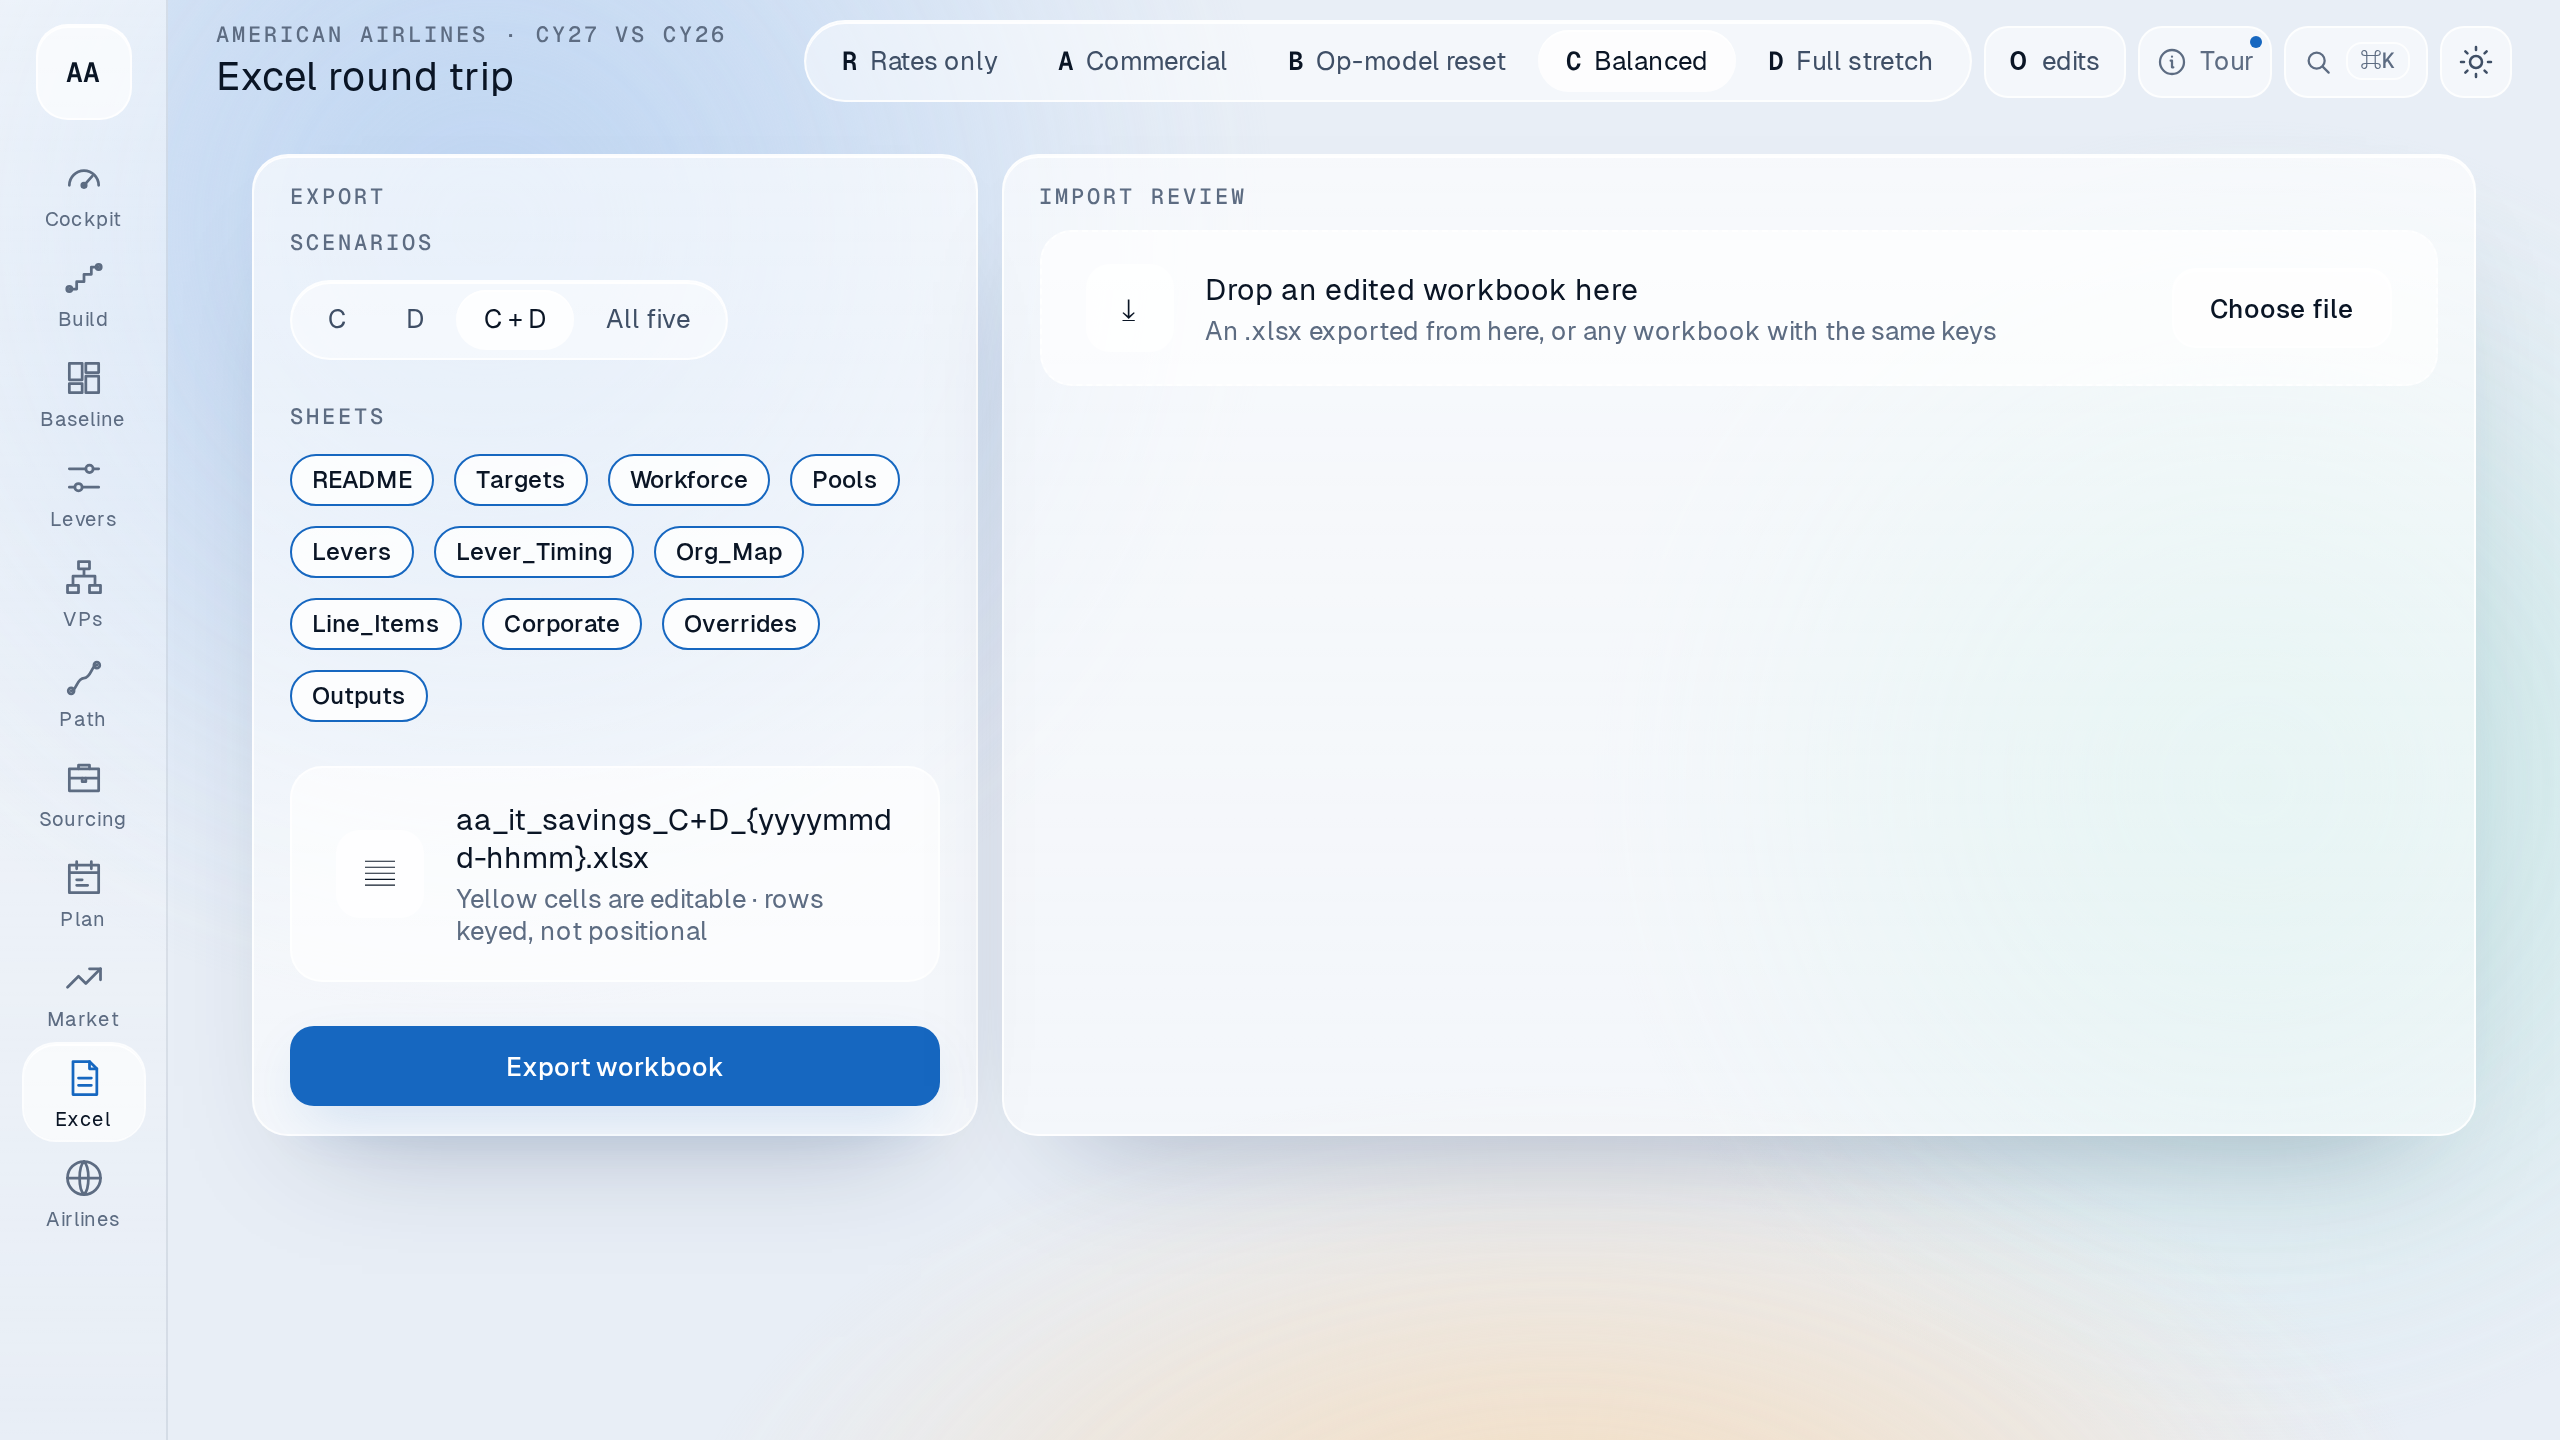 AA
AMERICAN AIRLINES · CY27 VS CY26
Excel round trip
R Rates only
A Commercial
B Op-model reset
C Balanced
D Full stretch
0 edits
Tour
⌘K
Cockpit
Build
Baseline
Levers
VPs
Path
Sourcing
Plan
Market
Excel
Airlines
EXPORT
SCENARIOS
C D C + D All five
SHEETS
README Targets Workforce Pools
Levers Lever_Timing Org_Map
Line_Items Corporate Overrides
Outputs
aa_it_savings_C+D_{yyyymmd
d-hhmm}.xlsx
Yellow cells are editable · rows
keyed, not positional
Export workbook
IMPORT REVIEW
Drop an edited workbook here
An .xlsx exported from here, or any workbook with the same keys
Choose file